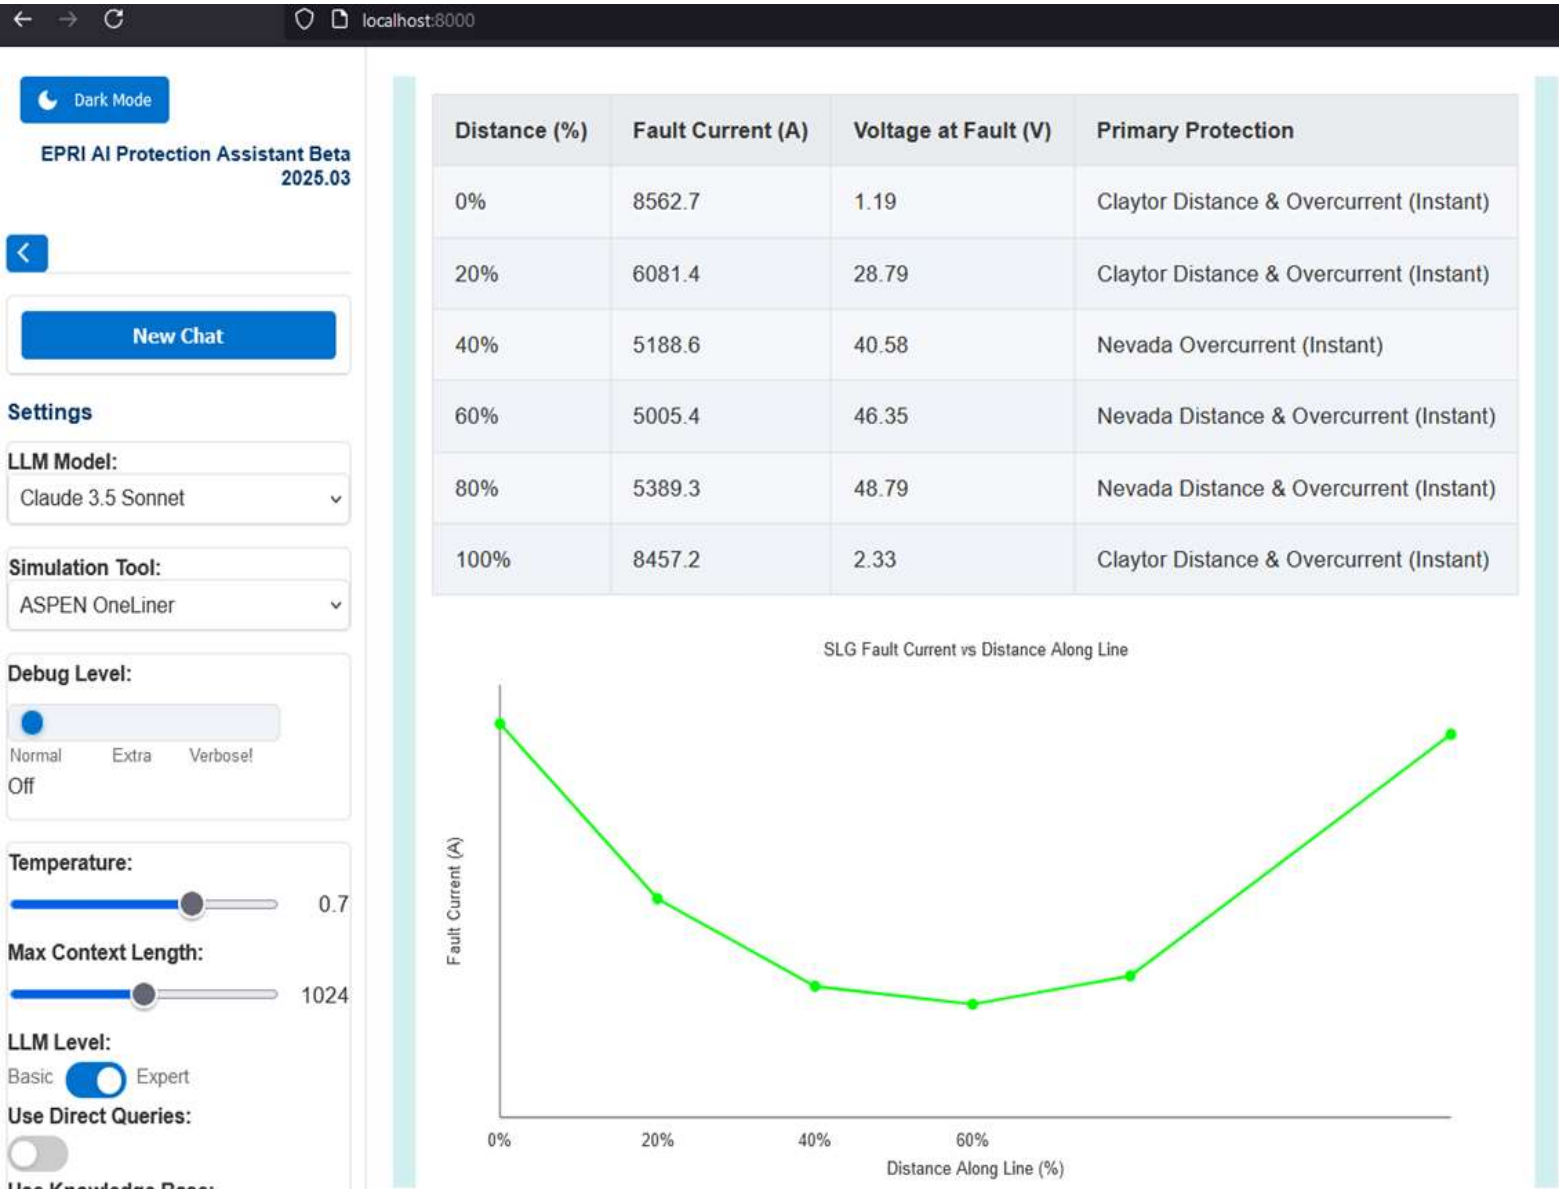 localhost:8000
Dark Mode
EPRI AI Protection Assistant Beta
2025.03
New Chat
Settings
LLM Model:
Claude 3.5 Sonnet
Simulation Tool:
ASPEN OneLiner
Debug Level:
Normal Extra Verbose!
Off
Temperature:
0.7
Max Context Length:
1024
LLM Level:
Basic Expert
Use Direct Queries:
Use Knowledge Base:
Distance (%) Fault Current (A) Voltage at Fault (V) Primary Protection
0% 8562.7 1.19 Claytor Distance & Overcurrent (Instant)
20% 6081.4 28.79 Claytor Distance & Overcurrent (Instant)
40% 5188.6 40.58 Nevada Overcurrent (Instant)
60% 5005.4 46.35 Nevada Distance & Overcurrent (Instant)
80% 5389.3 48.79 Nevada Distance & Overcurrent (Instant)
100% 8457.2 2.33 Claytor Distance & Overcurrent (Instant)
SLG Fault Current vs Distance Along Line
Fault Current (A)
0% 20% 40% 60%
Distance Along Line (%)